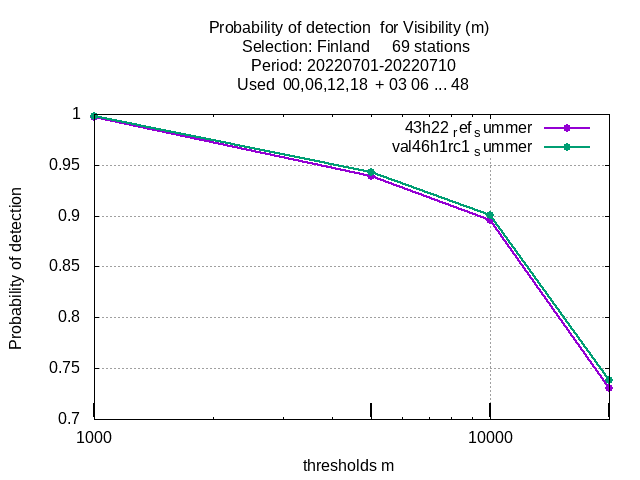 Probability of detection for Visibility (m)
Selection: Finland 69 stations
Period: 20220701-20220710
Used 00,06,12,18 + 03 06 ... 48
43h22 ref summer
val46h1rc1 summer
1
0.95
0.9
0.85
0.8
0.75
0.7
Probability of detection
1000 10000
thresholds m